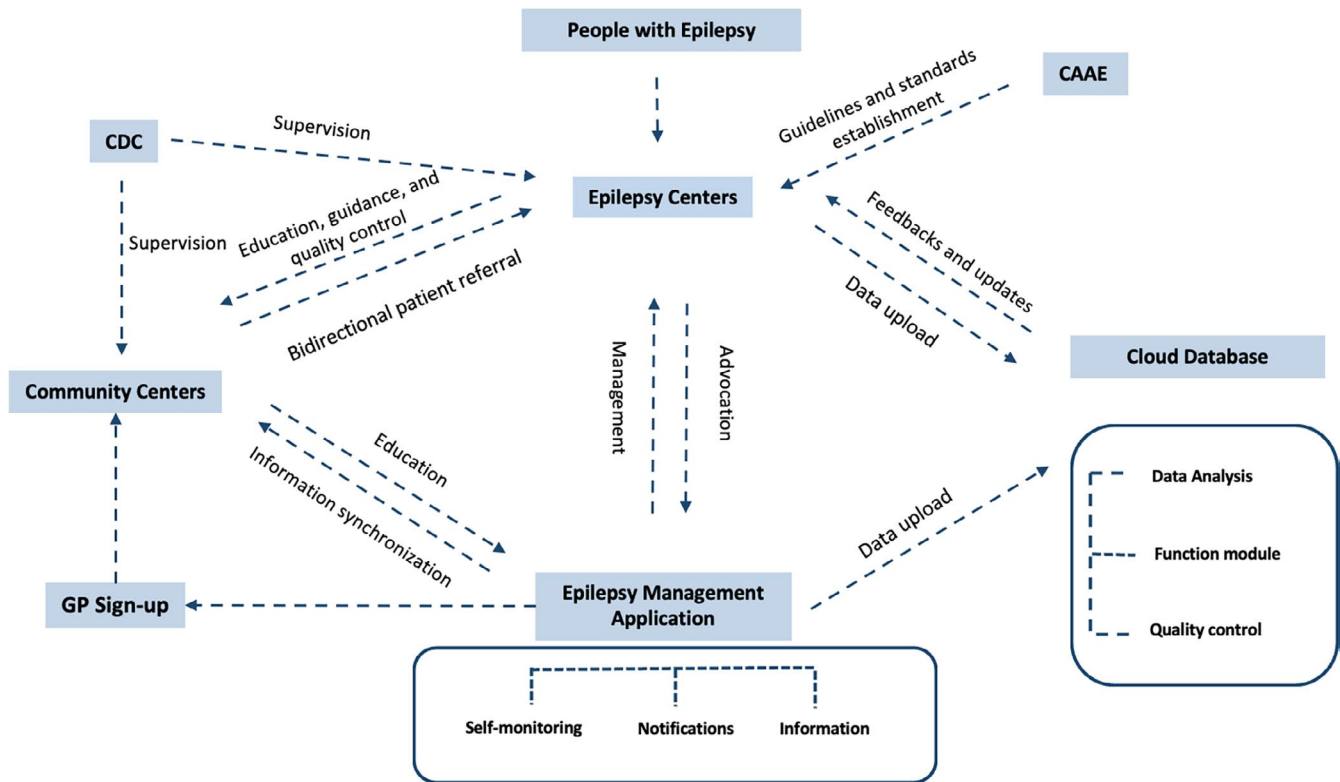 People with Epilepsy
CAAE
Guidelines and standards
establishment
CDC
Supervision
Epilepsy Centers
Supervision
Education, guidance, and
quality control
Bidirectional patient referral
Feedbacks and updates
Data upload
Cloud Database
Management
Advocation
Community Centers
Education
Information synchronization
Data upload
Data Analysis
Function module
Quality control
GP Sign-up
Epilepsy Management
Application
Self-monitoring
Notifications
Information